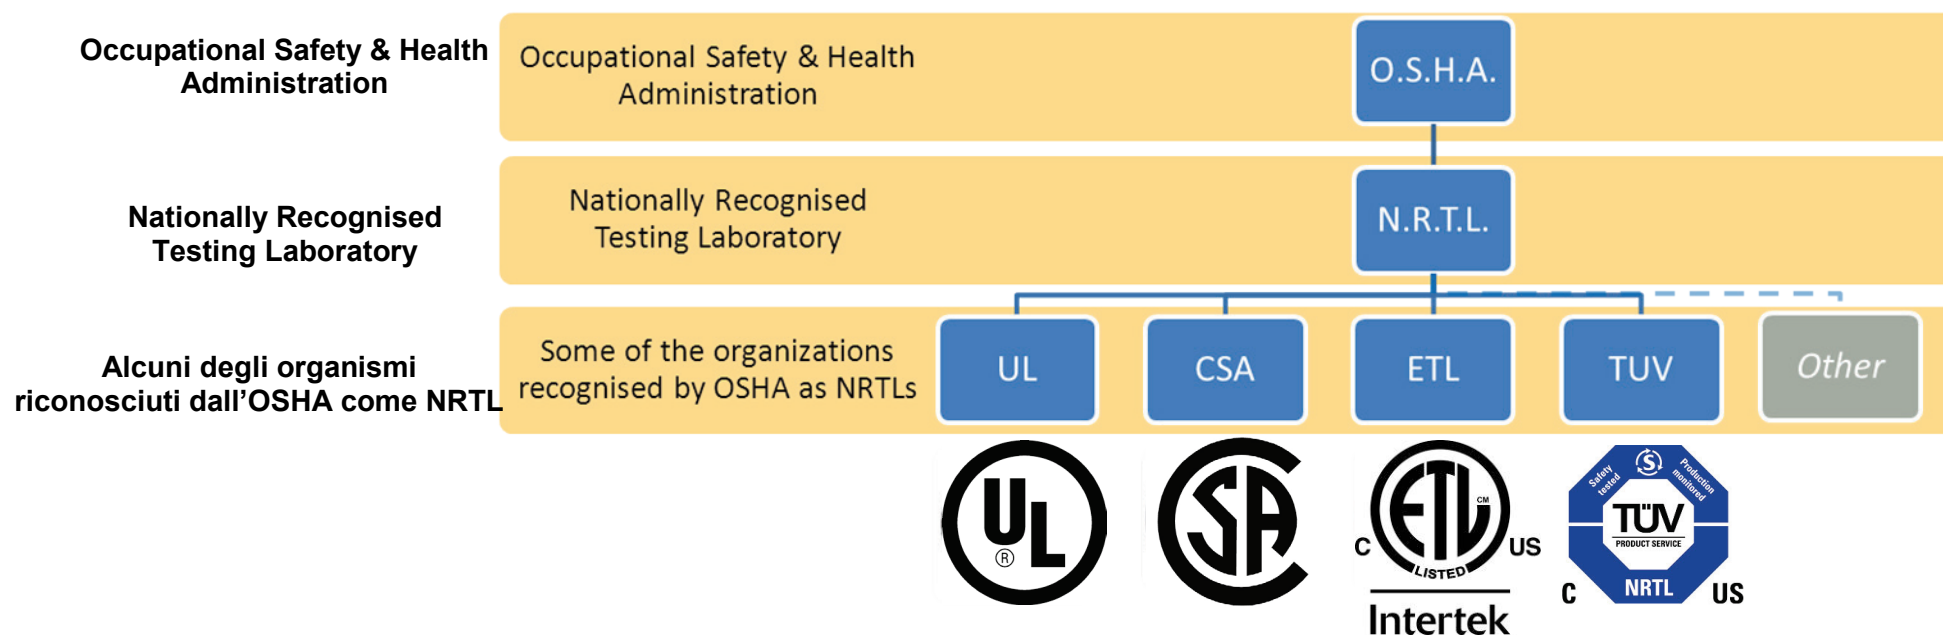 Occupational Safety & Health
Administration
Occupational Safety & Health
Administration
O.S.H.A.
Nationally Recognised
Testing Laboratory
Nationally Recognised
Testing Laboratory
N.R.T.L.
Alcuni degli organismi
riconosciuti dall'OSHA come NRTL
Some of the organizations
recognised by OSHA as NRTLs
UL
CSA
ETL
TUV
Other
UL
®
CSA
ETL
CM
C
US
LISTED
Intertek
Safety
tested
S
Production
monitored
TÜV
PRODUCT SERVICE
NRTL
C
US